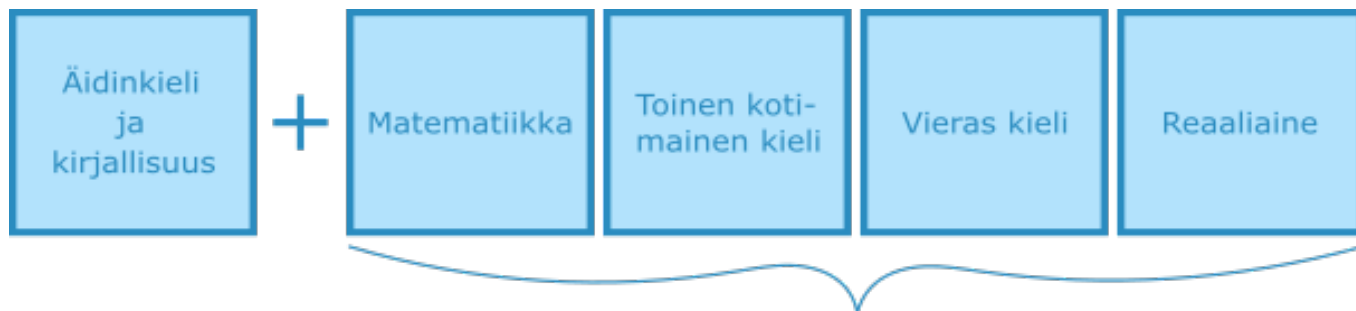 Äidinkieli
ja
kirjallisuus
+
Matematiikka
Toinen koti-
mainen kieli
Vieras kieli
Reaaliaine